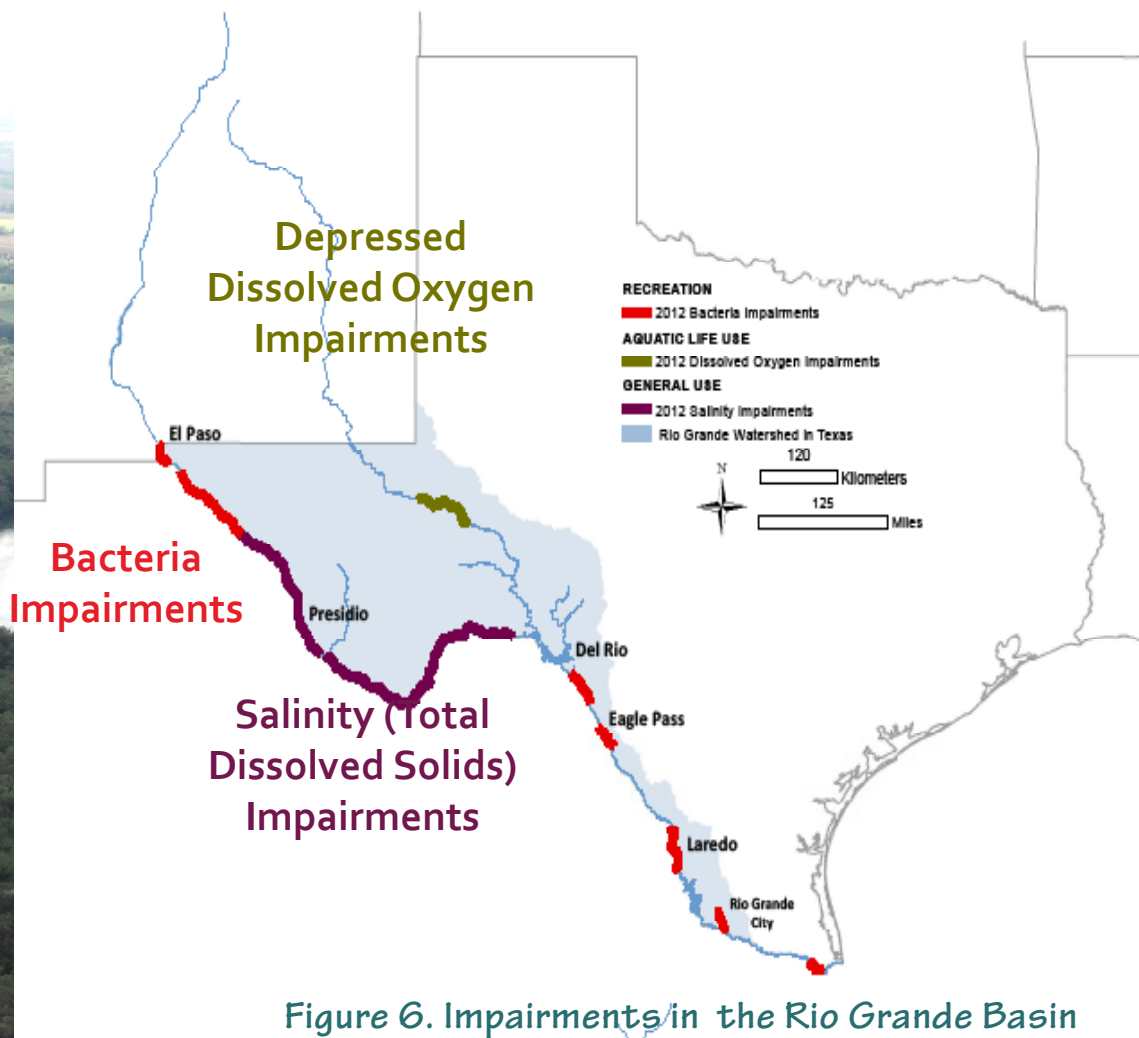 Depressed
Dissolved Oxygen
Impairments
RECREATION
2012 Bacteria Impairments
AQUATIC LIFE USE
2012 Dissolved Oxygen Impairments
GENERAL USE
2012 Salinity Impairments
Rio Grande Watershed In Texas
N
120
Kilometers
125
Miles
El Paso
Bacteria
Impairments
Presidio
Del Rio
Salinity (Total
Dissolved Solids)
Impairments
Eagle Pass
Laredo
Rio Grande
City
Figure 6. Impairments in the Rio Grande Basin